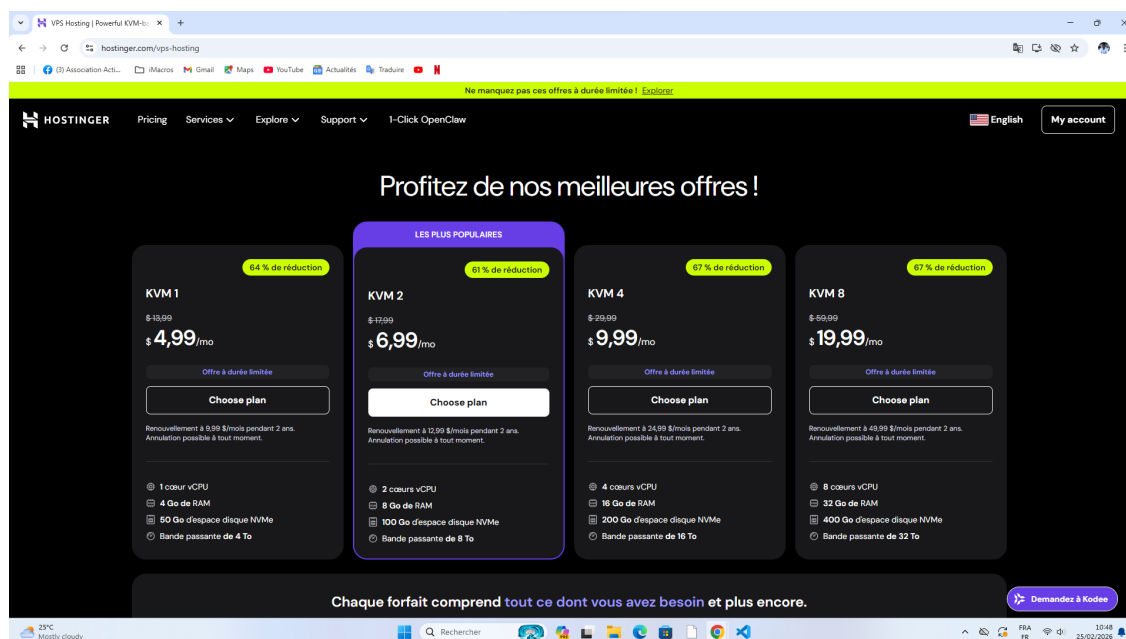 VPS Hosting | Powerful KVM-ba
hostinger.com/vps-hosting
(3) Association Acti... iMacros Gmail Maps YouTube Actualités Traduire
Ne manquez pas ces offres à durée limitée ! Explorer
HOSTINGER Pricing Services Explore Support 1-Click OpenClaw English My account
Profitez de nos meilleures offres !
LES PLUS POPULAIRES
64 % de réduction
KVM 1
$ 13,99
$ 4,99/mo
Offre à durée limitée
Choose plan
Renouvellement à 9,99 $/mois pendant 2 ans.
Annulation possible à tout moment.
1 cœur vCPU
4 Go de RAM
50 Go d'espace disque NVMe
Bande passante de 4 To
61 % de réduction
KVM 2
$ 17,99
$ 6,99/mo
Offre à durée limitée
Choose plan
Renouvellement à 12,99 $/mois pendant 2 ans.
Annulation possible à tout moment.
2 cœurs vCPU
8 Go de RAM
100 Go d'espace disque NVMe
Bande passante de 8 To
67 % de réduction
KVM 4
$ 29,99
$ 9,99/mo
Offre à durée limitée
Choose plan
Renouvellement à 24,99 $/mois pendant 2 ans.
Annulation possible à tout moment.
4 cœurs vCPU
16 Go de RAM
200 Go d'espace disque NVMe
Bande passante de 16 To
67 % de réduction
KVM 8
$ 59,99
$ 19,99/mo
Offre à durée limitée
Choose plan
Renouvellement à 49,99 $/mois pendant 2 ans.
Annulation possible à tout moment.
8 cœurs vCPU
32 Go de RAM
400 Go d'espace disque NVMe
Bande passante de 32 To
Chaque forfait comprend tout ce dont vous avez besoin et plus encore.
Demandez à Kodee
25°C
Mostly cloudy
Rechercher
FRA
FR
10:48
25/02/2026